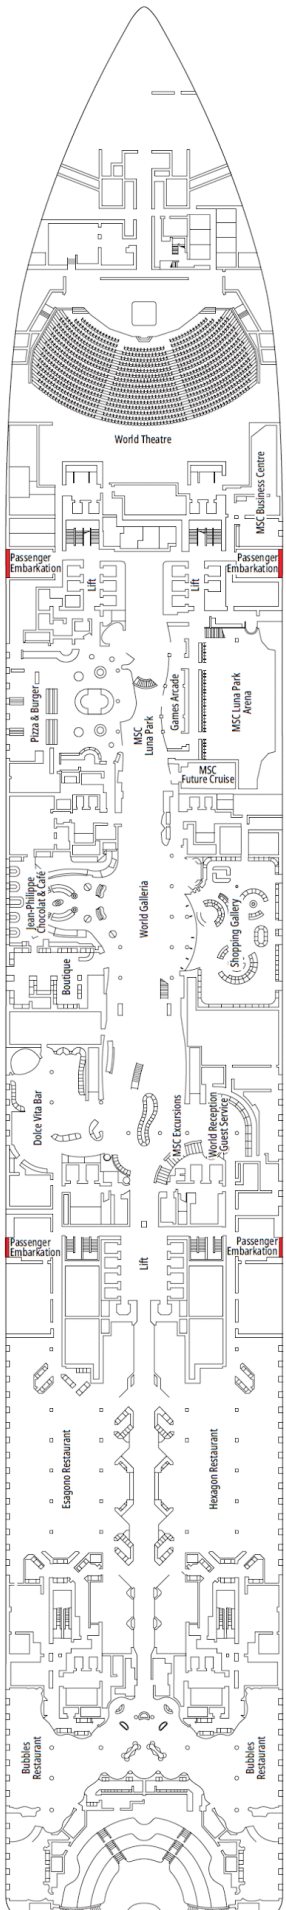 World Theatre
MSC Business Centre
Passenger
Embarkation
Passenger
Embarkation
Lift
Lift
Pizza & Burger
MSC
Luna Park
Games Arcade
MSC Luna Park
Arena
MSC
Future Cruise
Jean-Philippe
Chocolat & Café
World Galleria
Shopping Gallery
Boutique
Dolce Vita Bar
MSC Excursions
World Reception
Guest Service
Passenger
Embarkation
Passenger
Embarkation
Lift
Esagono Restaurant
Hexagon Restaurant
Bubbles
Restaurant
Bubbles
Restaurant